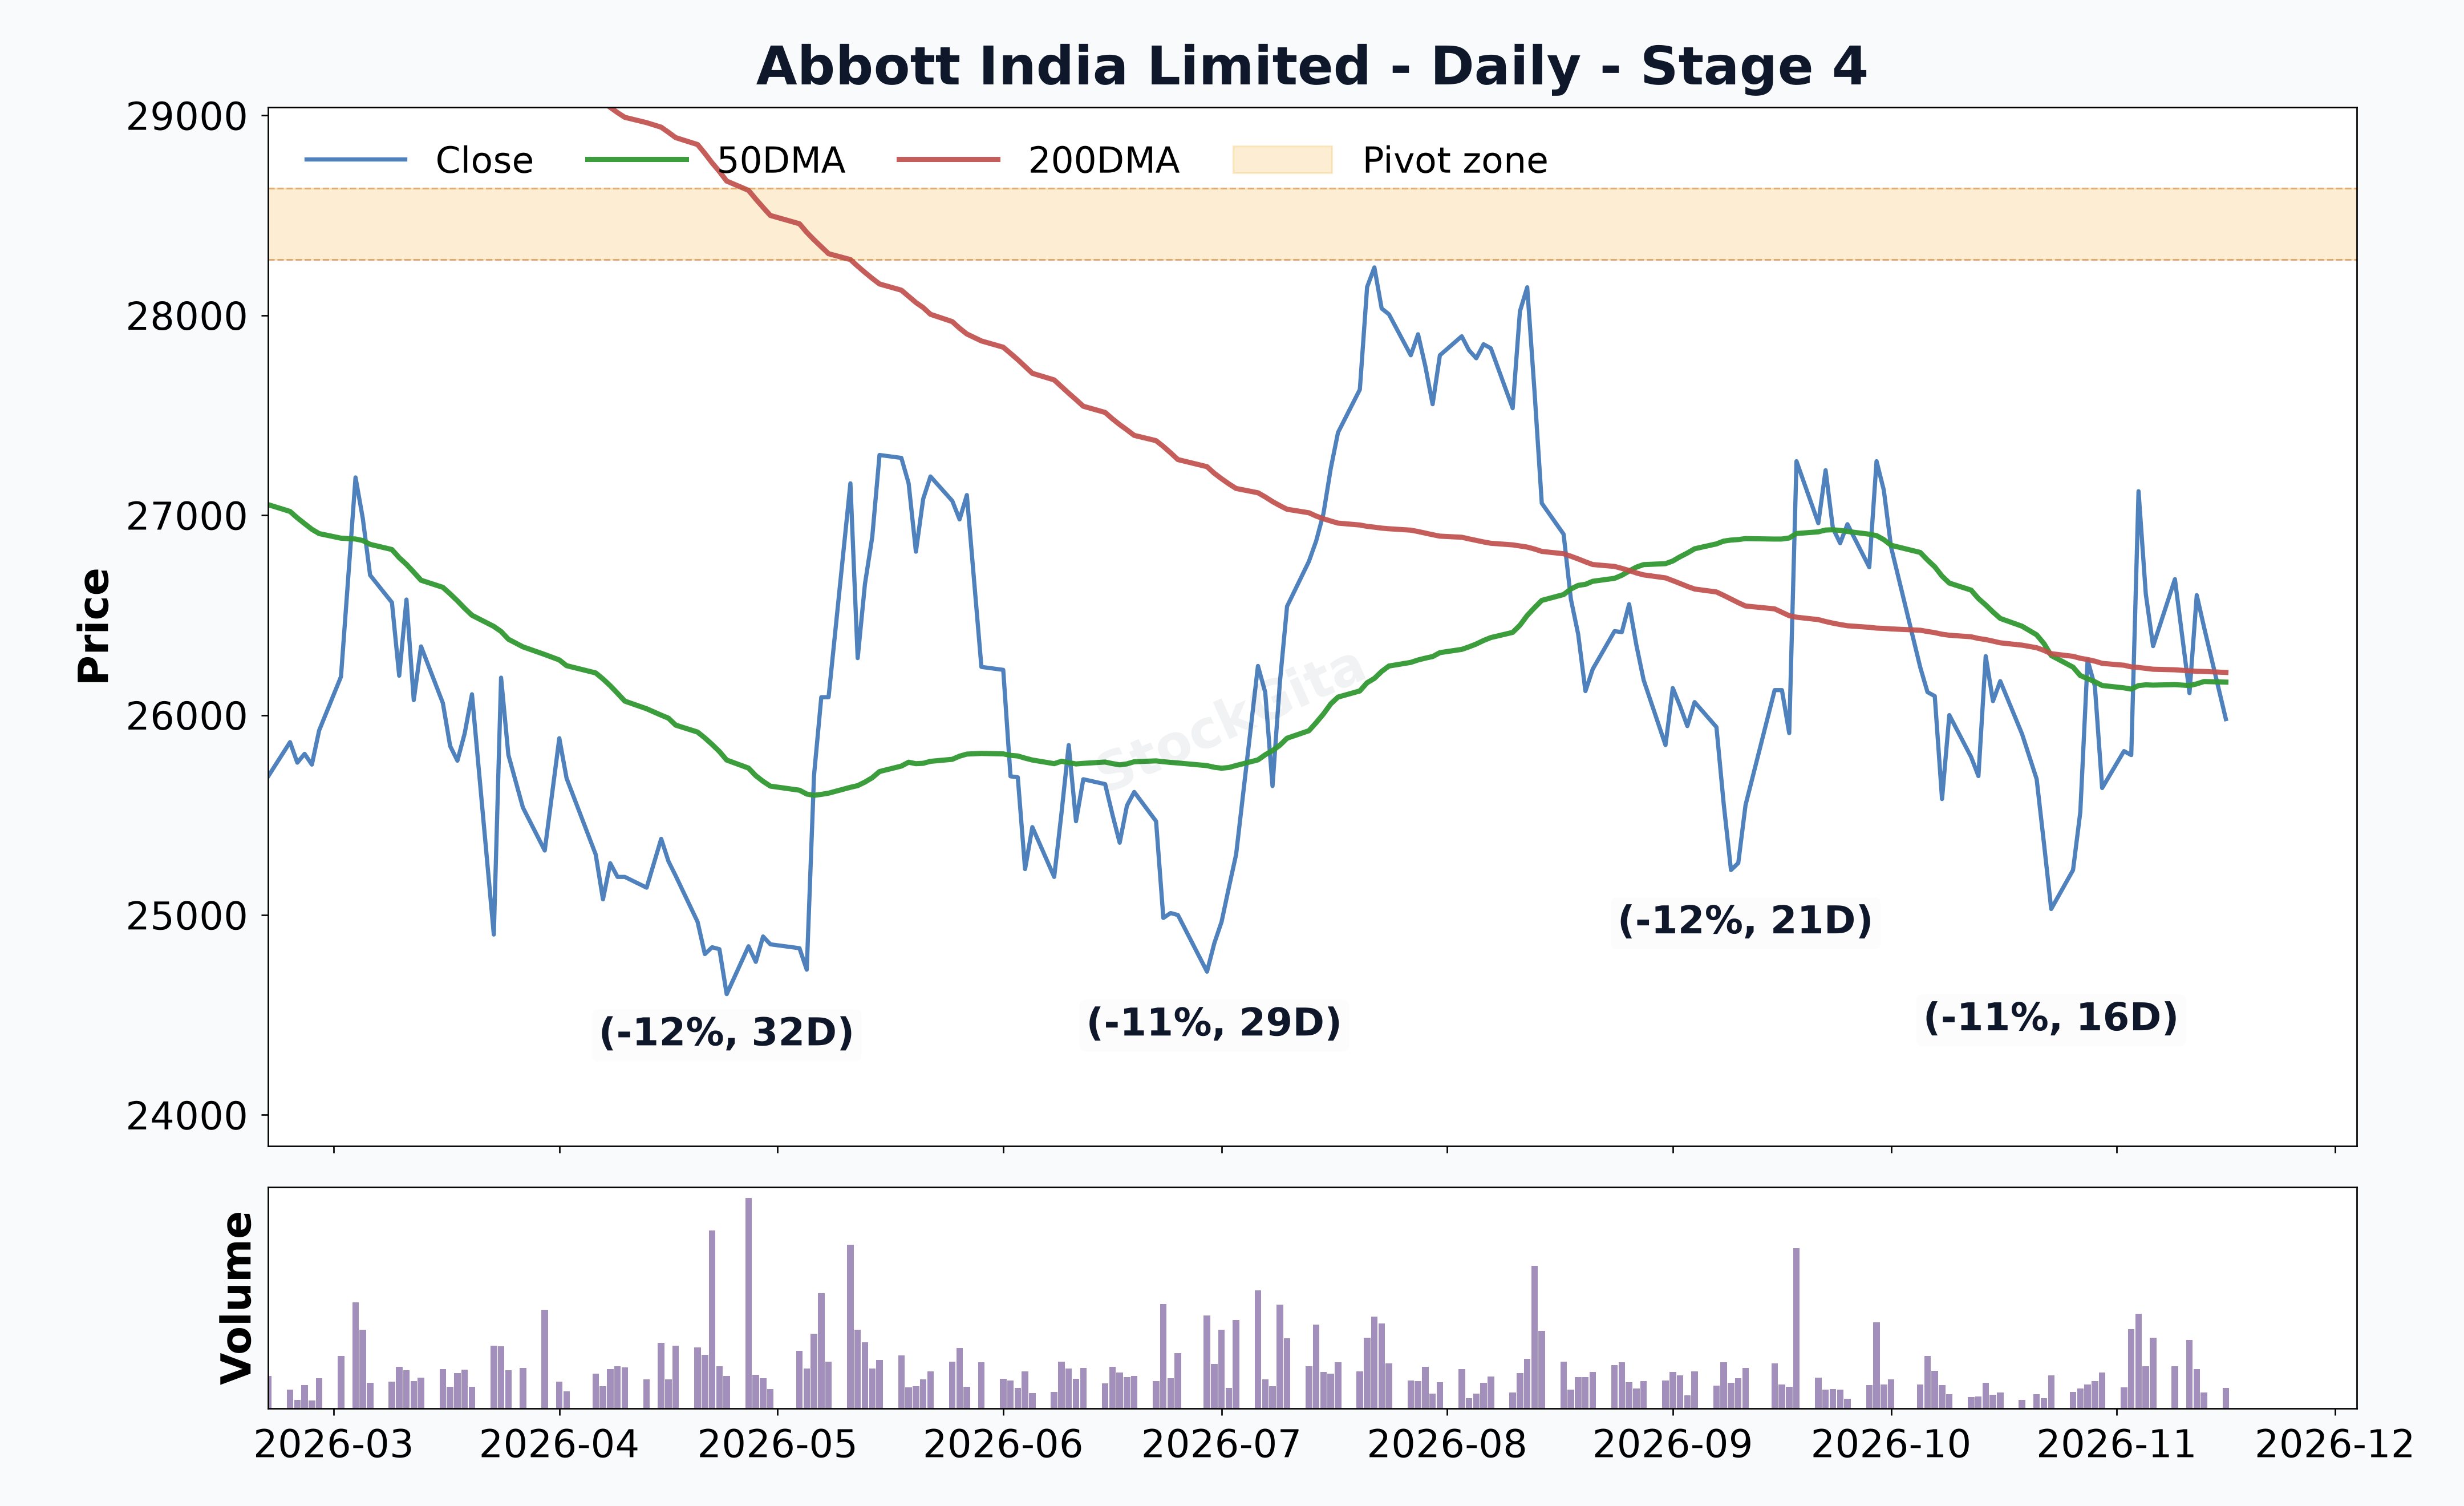 Abbott India Limited - Daily - Stage 4
Close 50DMA 200DMA Pivot zone
29000
28000
27000
26000
25000
24000
Price
StockGita
(-12%, 32D)
(-11%, 29D)
(-12%, 21D)
(-11%, 16D)
Volume
2026-03 2026-04 2026-05 2026-06 2026-07 2026-08 2026-09 2026-10 2026-11 2026-12